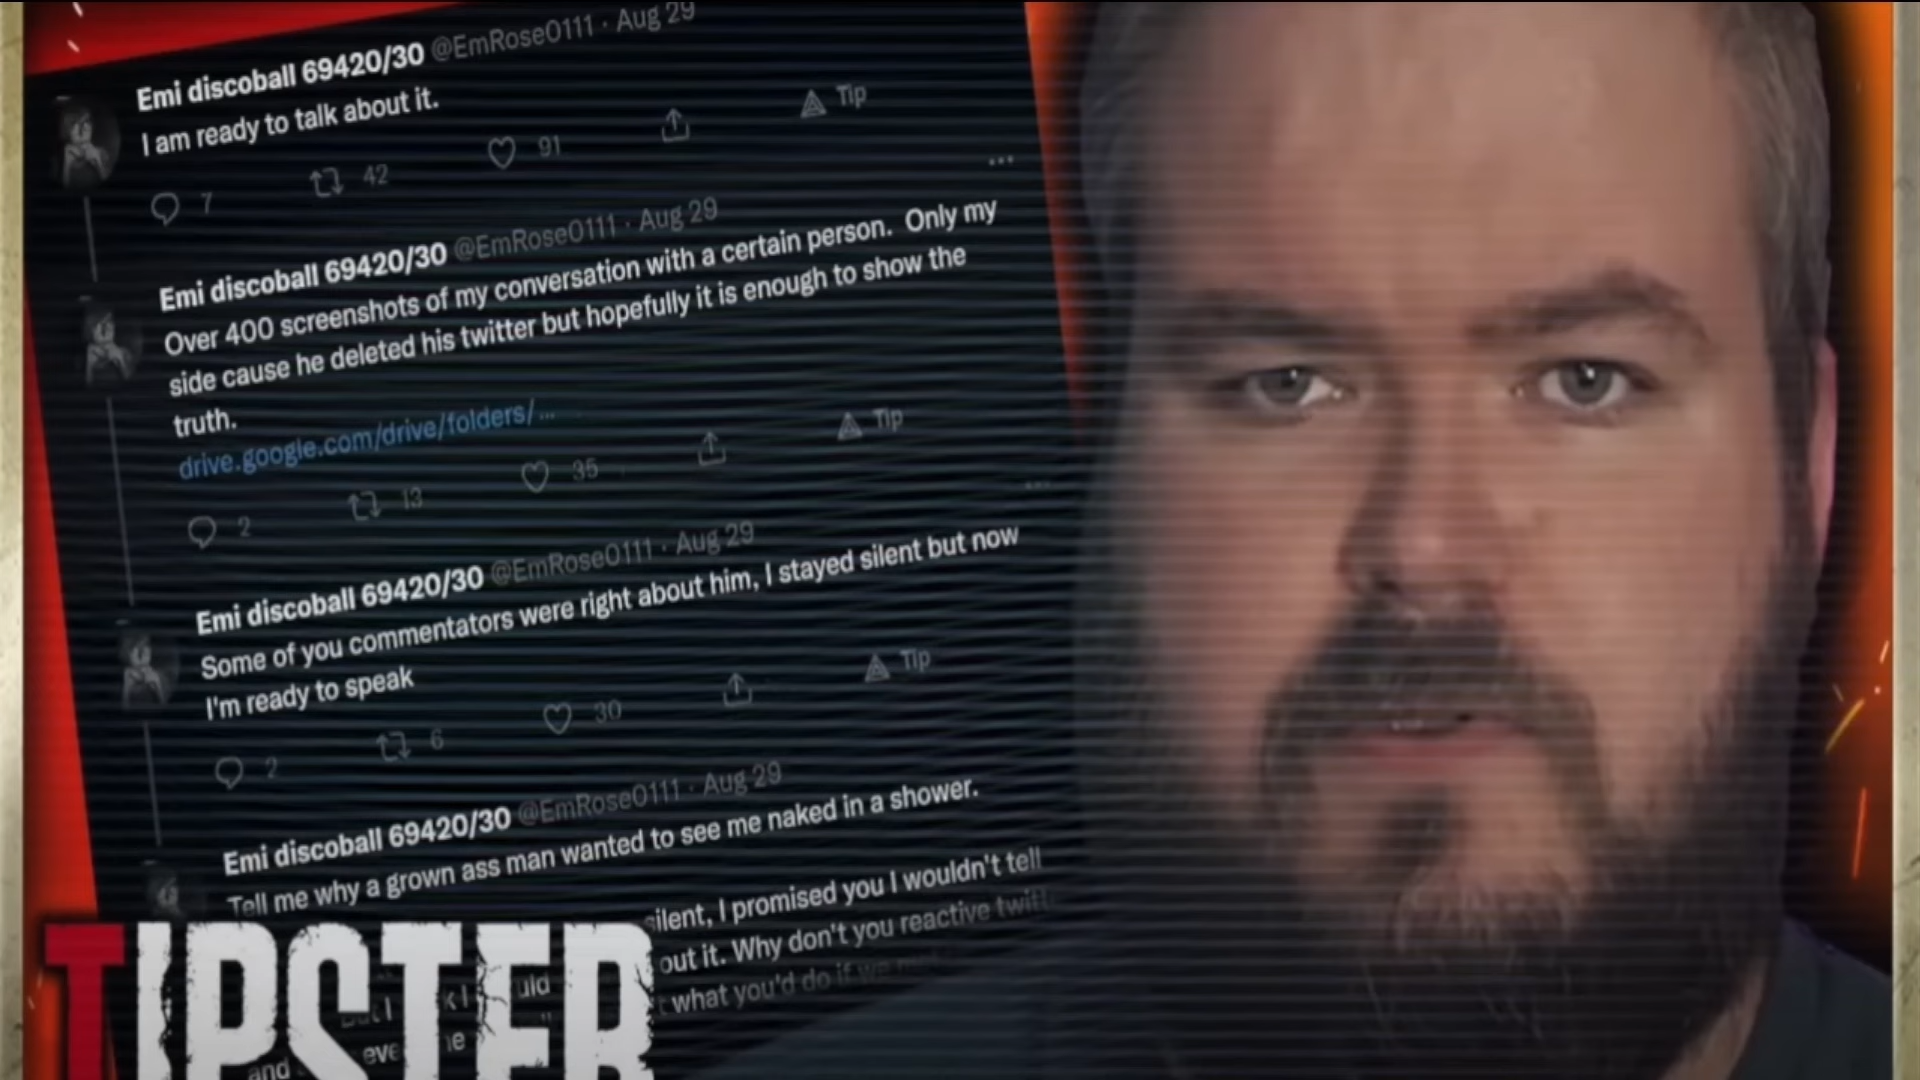 Emi discoball 69420/30 @EmRose0111 · Aug 29
I am ready to talk about it.
7 42 91 Tip
Emi discoball 69420/30 @EmRose0111 · Aug 29
Over 400 screenshots of my conversation with a certain person. Only my
side cause he deleted his twitter but hopefully it is enough to show the
truth.
drive.google.com/drive/folders/...
2 13 35 Tip
Emi discoball 69420/30 @EmRose0111 · Aug 29
Some of you commentators were right about him, I stayed silent but now
I'm ready to speak
2 6 30 Tip
Emi discoball 69420/30 @EmRose0111 · Aug 29
Tell me why a grown ass man wanted to see me naked in a shower.
silent, I promised you I wouldn't tell
out it. Why don't you reactive
what you'd do if we
and
TIPSTER